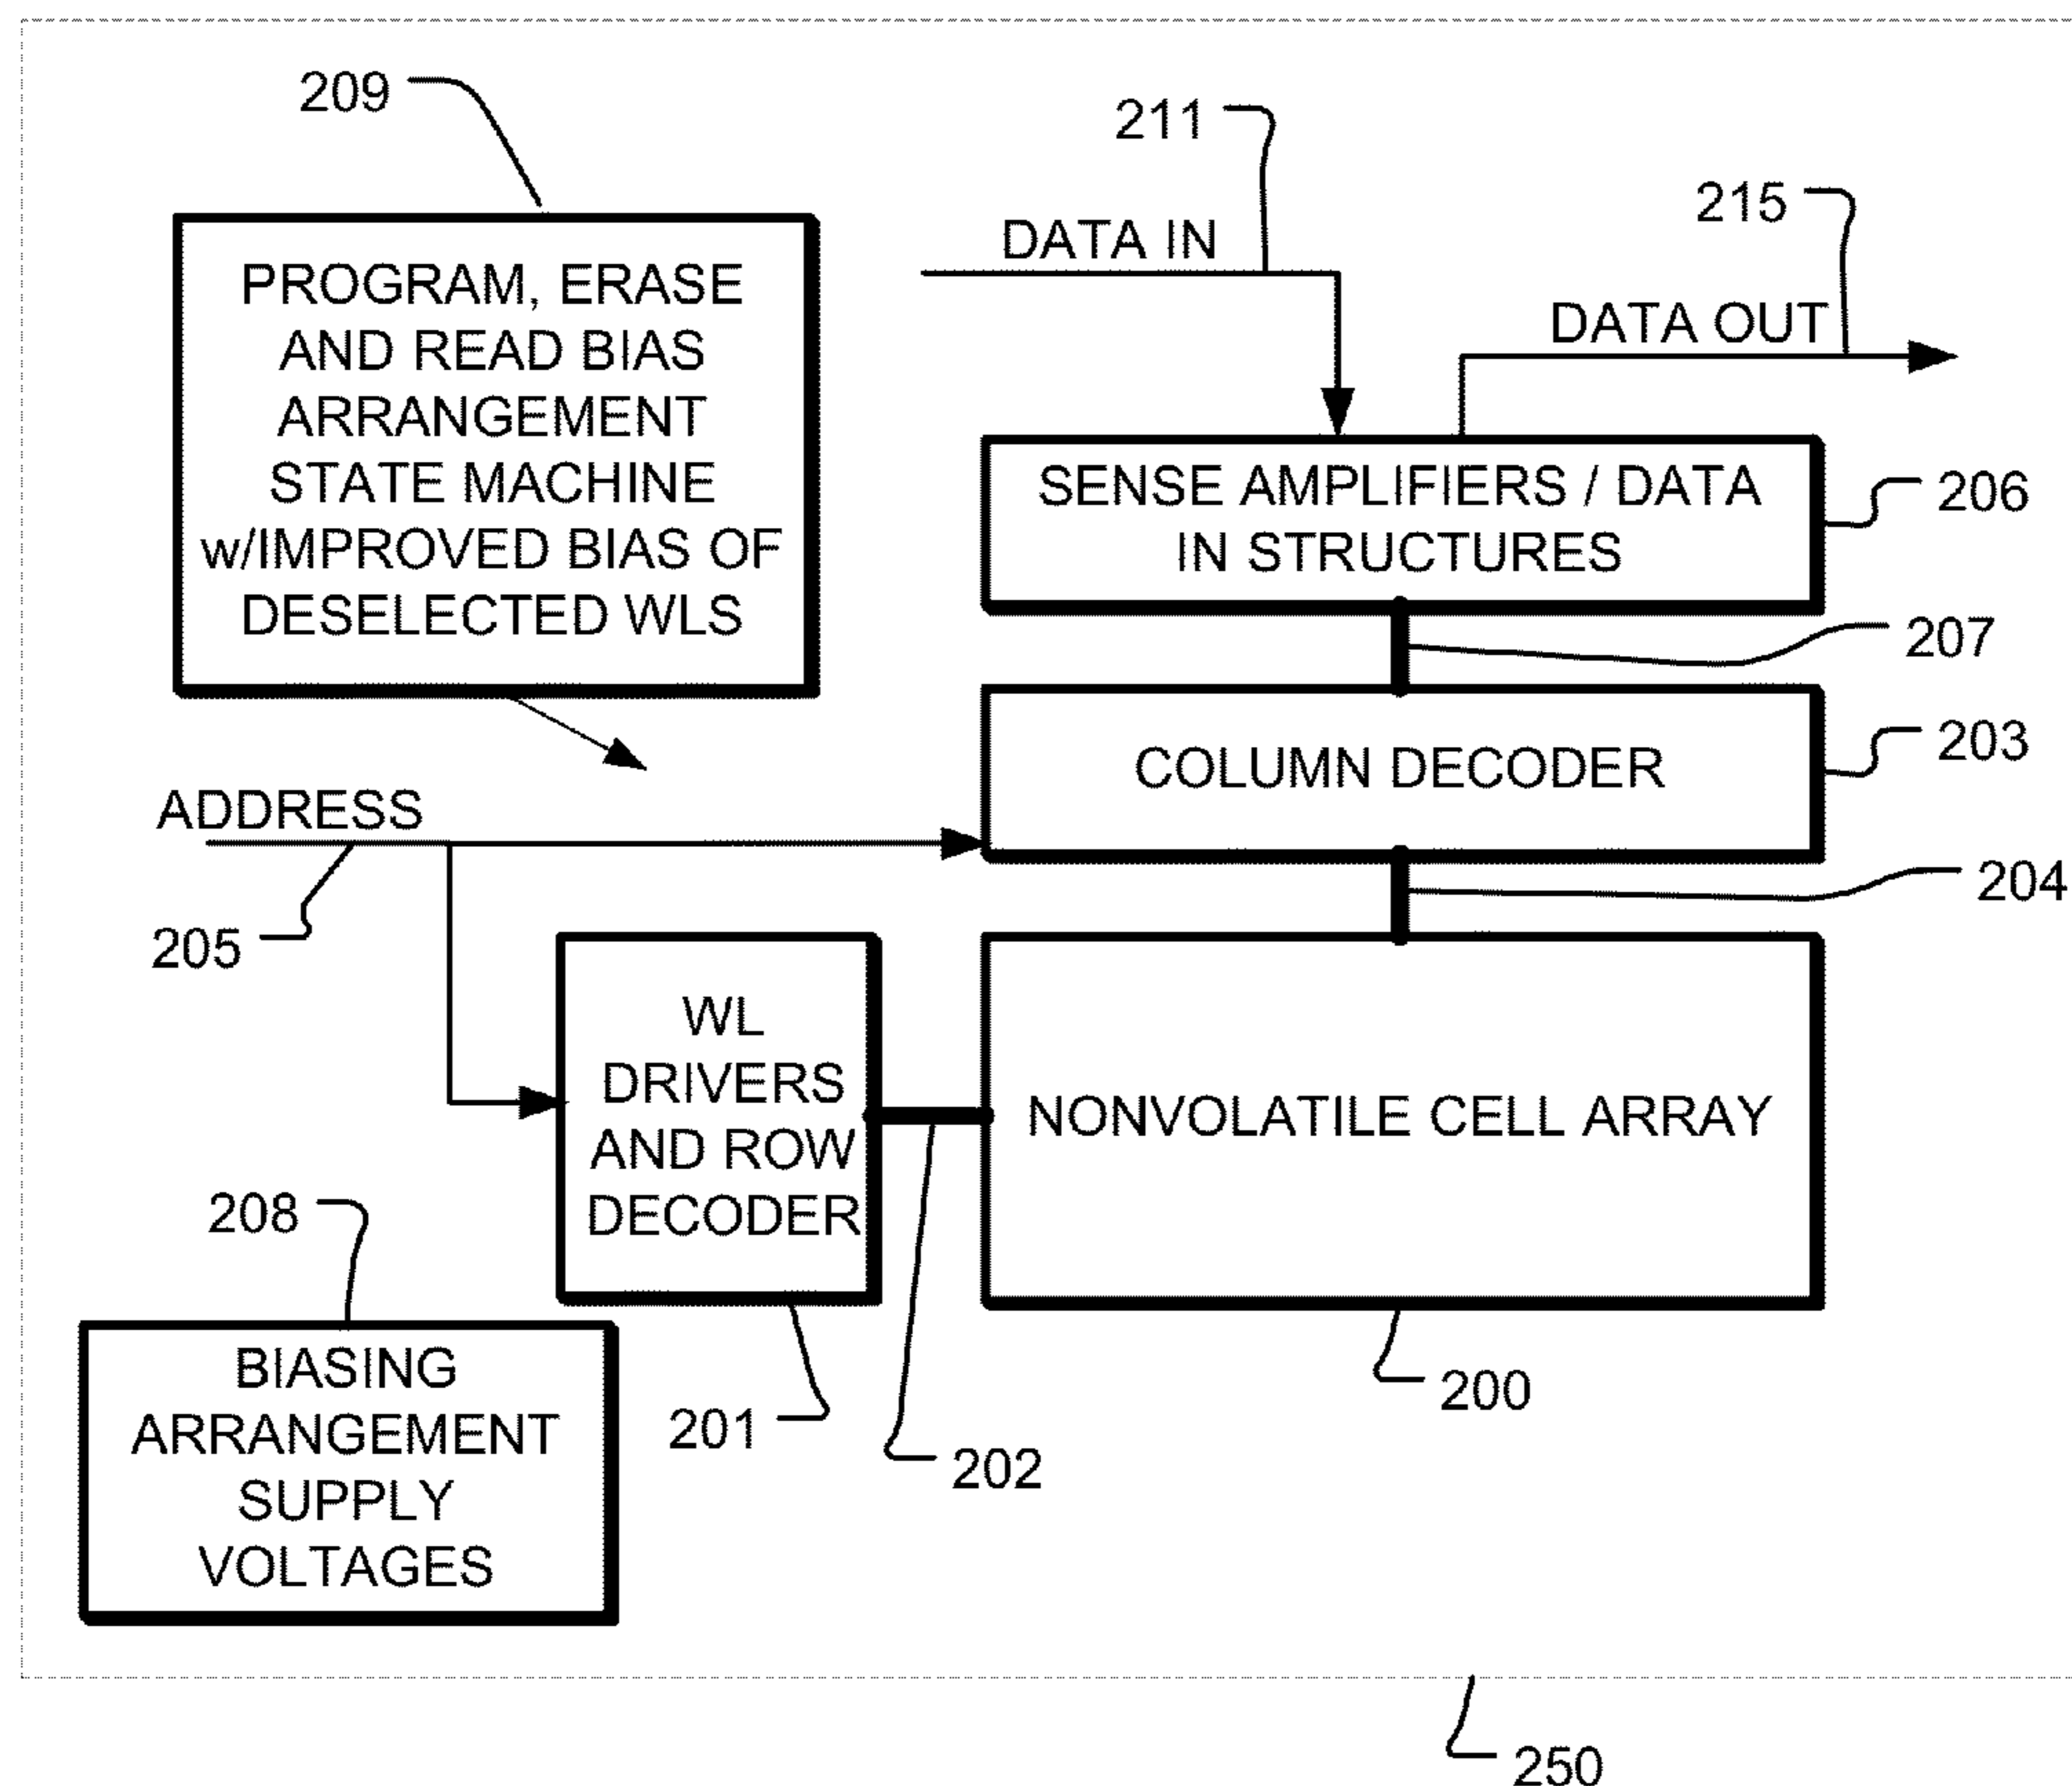 209
211
215
DATA IN
DATA OUT
PROGRAM, ERASE
AND READ BIAS
ARRANGEMENT
STATE MACHINE
w/IMPROVED BIAS OF
DESELECTED WLS
SENSE AMPLIFIERS / DATA
IN STRUCTURES
206
207
COLUMN DECODER
203
ADDRESS
204
205
WL
DRIVERS
AND ROW
DECODER
NONVOLATILE CELL ARRAY
208
BIASING
ARRANGEMENT
SUPPLY
VOLTAGES
201
202
200
250